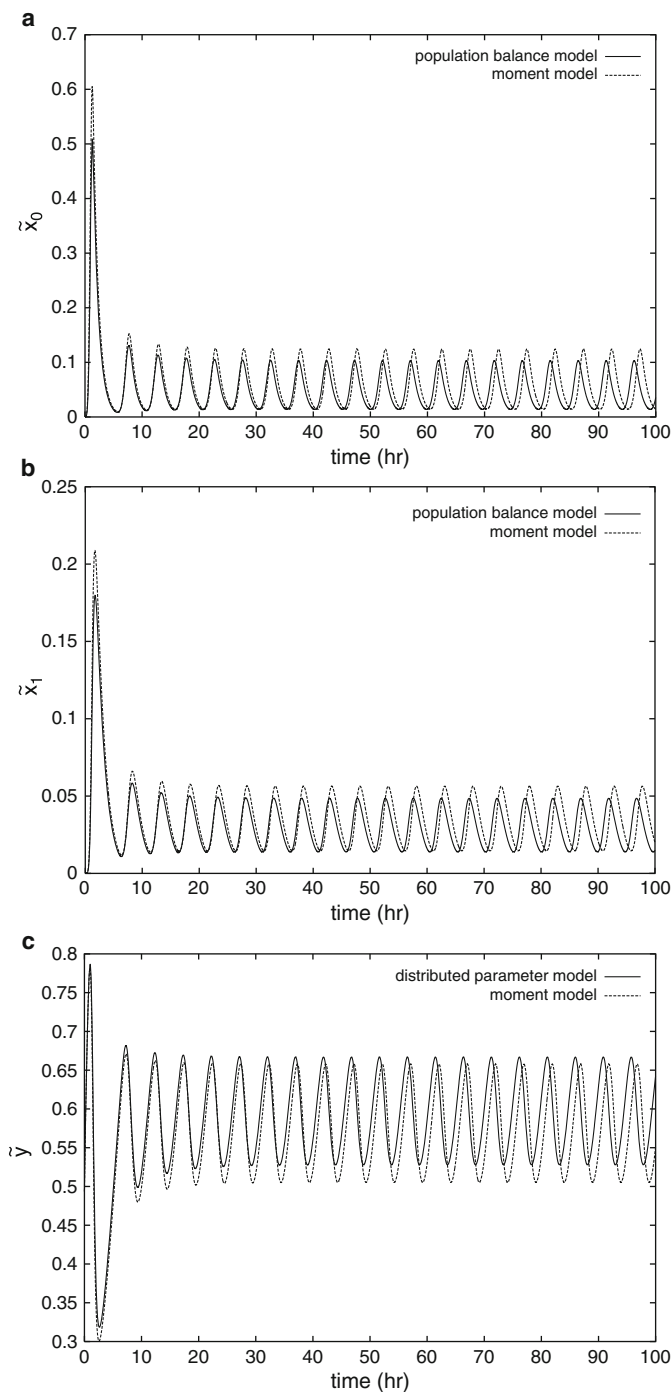 a
0.7
population balance model
moment model
0.6
0.5
0.4
x̃0
0.3
0.2
0.1
0
0 10 20 30 40 50 60 70 80 90 100
time (hr)
b
0.25
population balance model
moment model
0.2
0.15
x̃1
0.1
0.05
0
0 10 20 30 40 50 60 70 80 90 100
time (hr)
c
0.8
distributed parameter model
moment model
0.75
0.7
0.65
0.6
ỹ
0.55
0.5
0.45
0.4
0.35
0.3
0 10 20 30 40 50 60 70 80 90 100
time (hr)